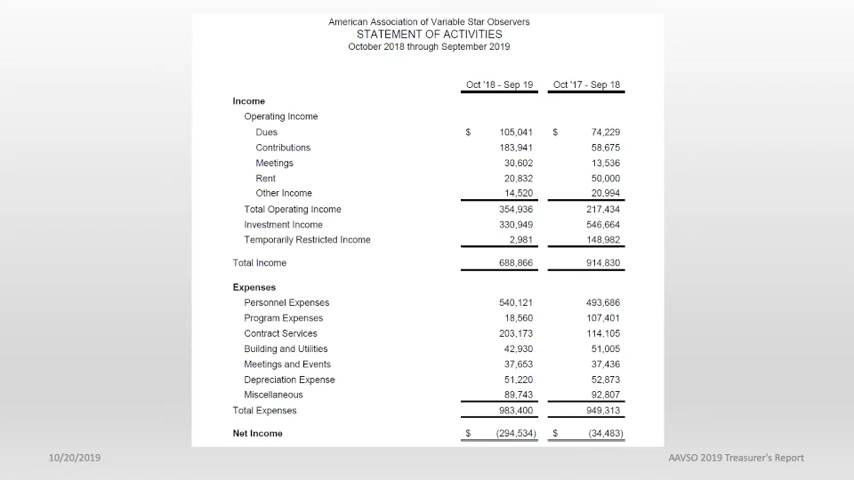 American Association of Variable Star Observers
STATEMENT OF ACTIVITIES
October 2018 through September 2019
Oct '18 - Sep 19 Oct '17 - Sep 18
Income
Operating Income
Dues $ 105,041 $ 74,229
Contributions 183,941 58,675
Meetings 30,602 13,536
Rent 20,832 50,000
Other Income 14,520 20,994
Total Operating Income 354,936 217,434
Investment Income 330,949 546,664
Temporarily Restricted Income 2,981 148,982
Total Income 688,866 914,830
Expenses
Personnel Expenses 540,121 493,686
Program Expenses 18,560 107,401
Contract Services 203,173 114,105
Building and Utilities 42,930 51,005
Meetings and Events 37,653 37,436
Depreciation Expense 51,220 52,873
Miscellaneous 89,743 92,807
Total Expenses 983,400 949,313
Net Income $ (294,534) $ (34,483)
10/20/2019 AAVSO 2019 Treasurer's Report